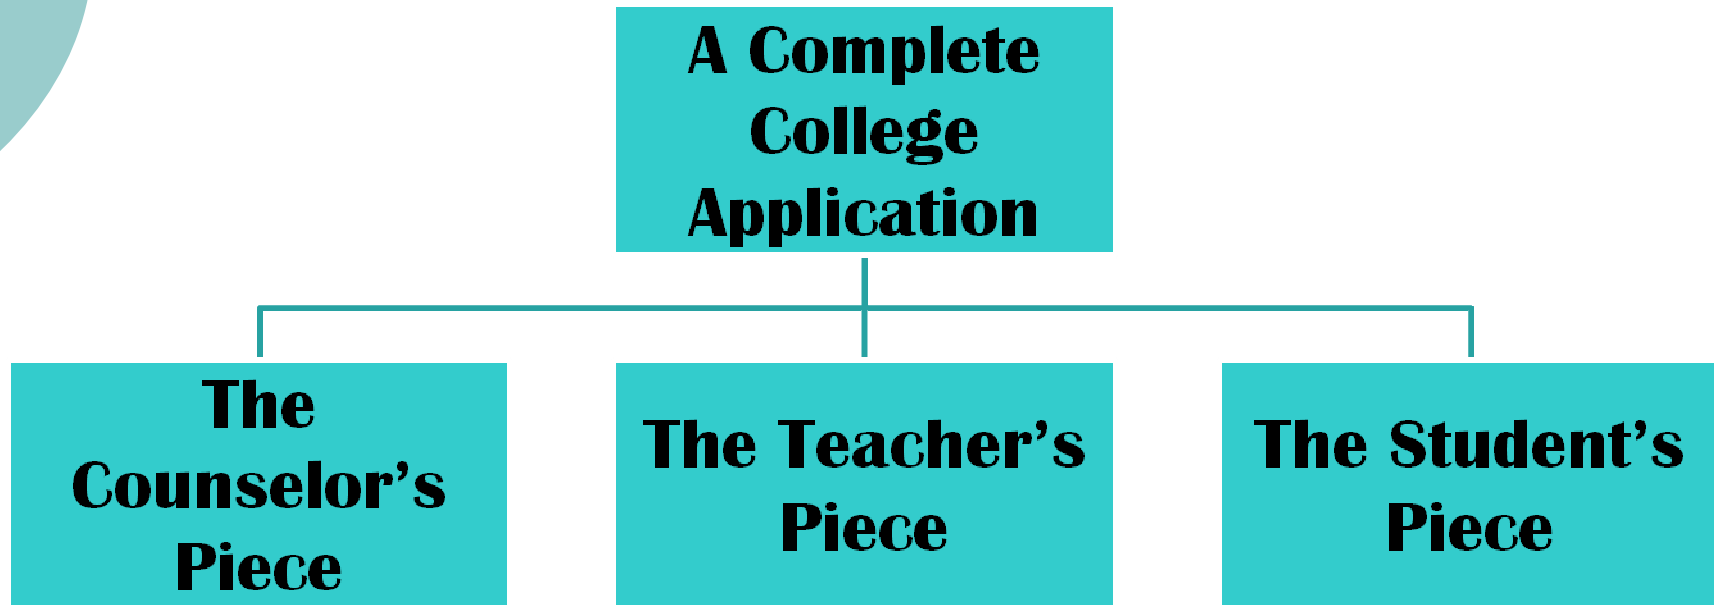 A Complete
College
Application
The
Counselor’s
Piece
The Teacher’s
Piece
The Student’s
Piece